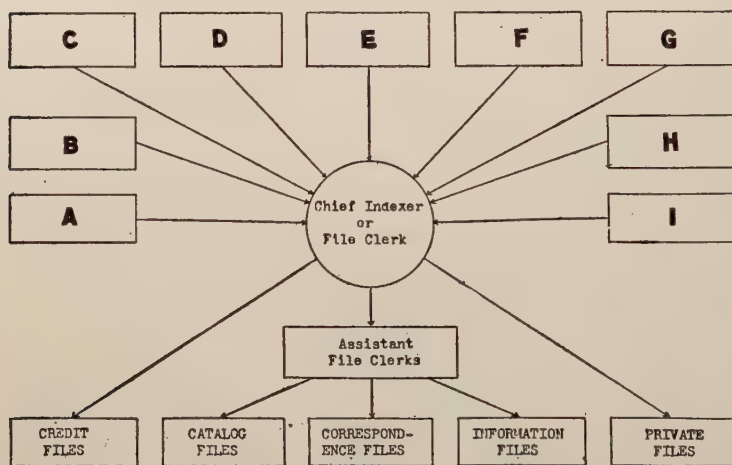 C
D
E
F
G
B
H
A
I
Chief Indexer
or
File Clerk
Assistant
File Clerks
CREDIT
FILES
CATALOG
FILES
CORRESPOND-
ENCE FILES
INFORMATION
FILES
PRIVATE
FILES